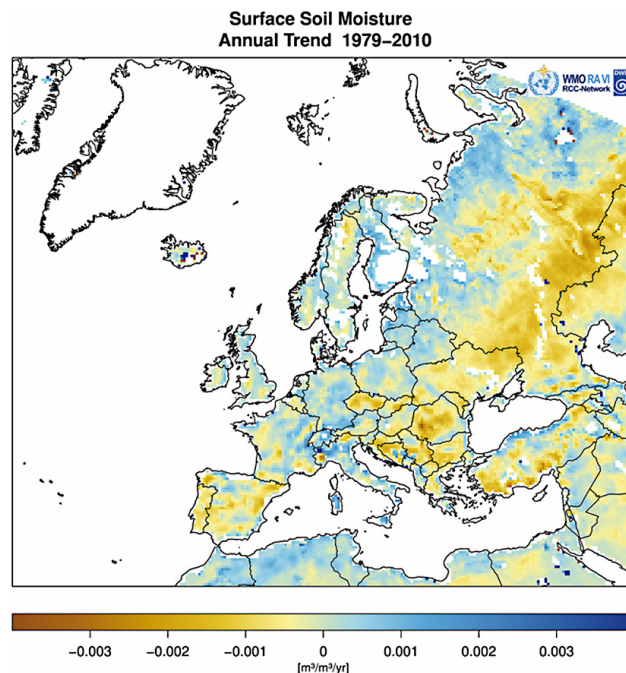 Surface Soil Moisture
Annual Trend 1979–2010
WMO RA VI
RCC-Network
−0.003 −0.002 −0.001 0 0.001 0.002 0.003
[m³/m³/yr]